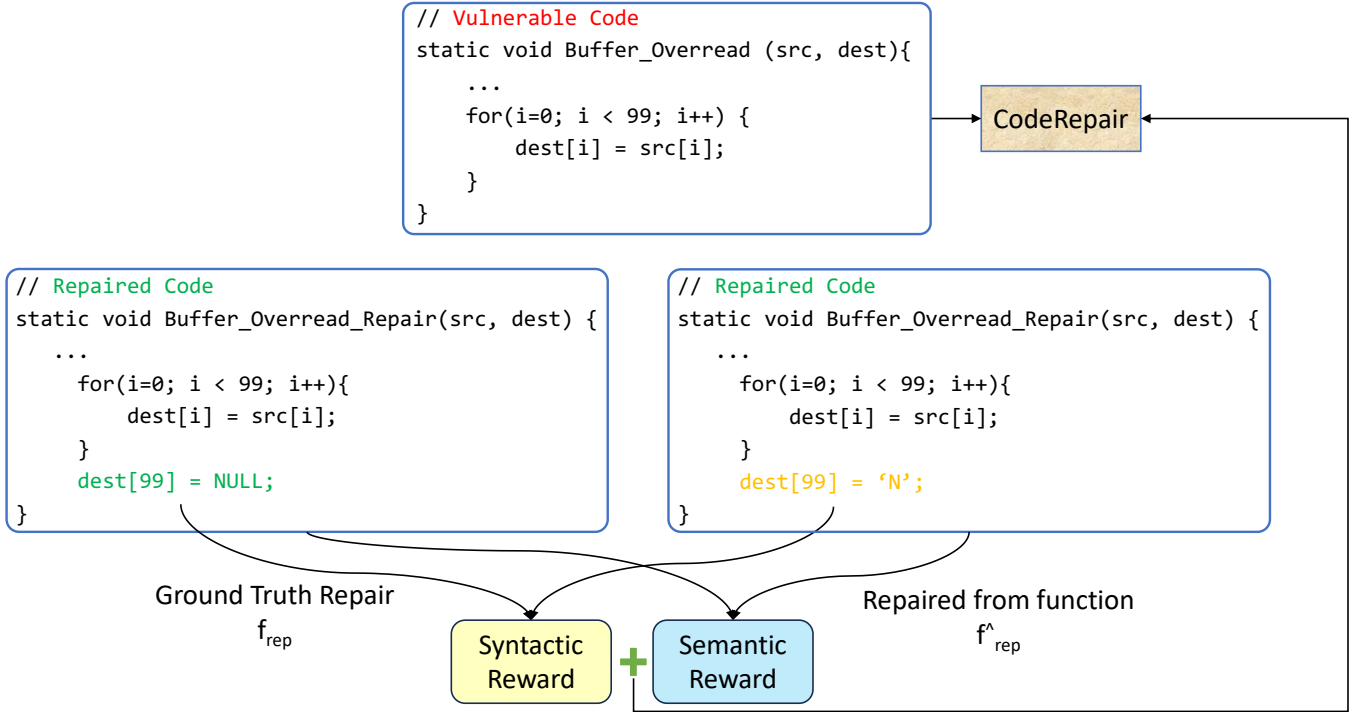 // Vulnerable Code
static void Buffer_Overread (src, dest){
...
for(i=0; i < 99; i++) {
dest[i] = src[i];
}
}
CodeRepair
// Repaired Code
static void Buffer_Overread_Repair(src, dest) {
...
for(i=0; i < 99; i++){
dest[i] = src[i];
}
dest[99] = NULL;
}
// Repaired Code
static void Buffer_Overread_Repair(src, dest) {
...
for(i=0; i < 99; i++){
dest[i] = src[i];
}
dest[99] = ‘N’;
}
Ground Truth Repair
f_rep
Repaired from function
f^_rep
Syntactic
Reward
+
Semantic
Reward